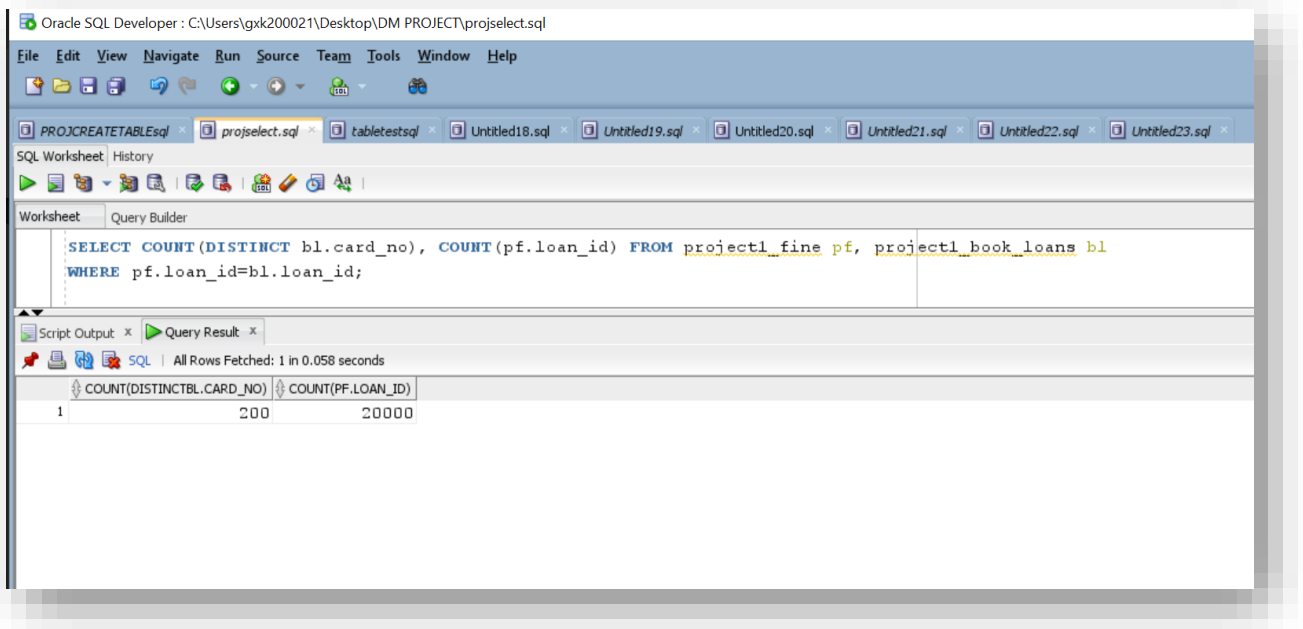 Oracle SQL Developer : C:\Users\gxk200021\Desktop\DM PROJECT\projselect.sql
File Edit View Navigate Run Source Team Tools Window Help
PROJCREATETABLEsql projselect.sql tabletestsql Untitled18.sql Untitled19.sql Untitled20.sql Untitled21.sql Untitled22.sql Untitled23.sql
SQL Worksheet History
Worksheet Query Builder
SELECT COUNT(DISTINCT bl.card_no), COUNT(pf.loan_id) FROM project1_fine pf, project1_book_loans bl
WHERE pf.loan_id=bl.loan_id;
Script Output x Query Result x
SQL | All Rows Fetched: 1 in 0.058 seconds
COUNT(DISTINCTBL.CARD_NO) COUNT(PF.LOAN_ID)
1 200 20000